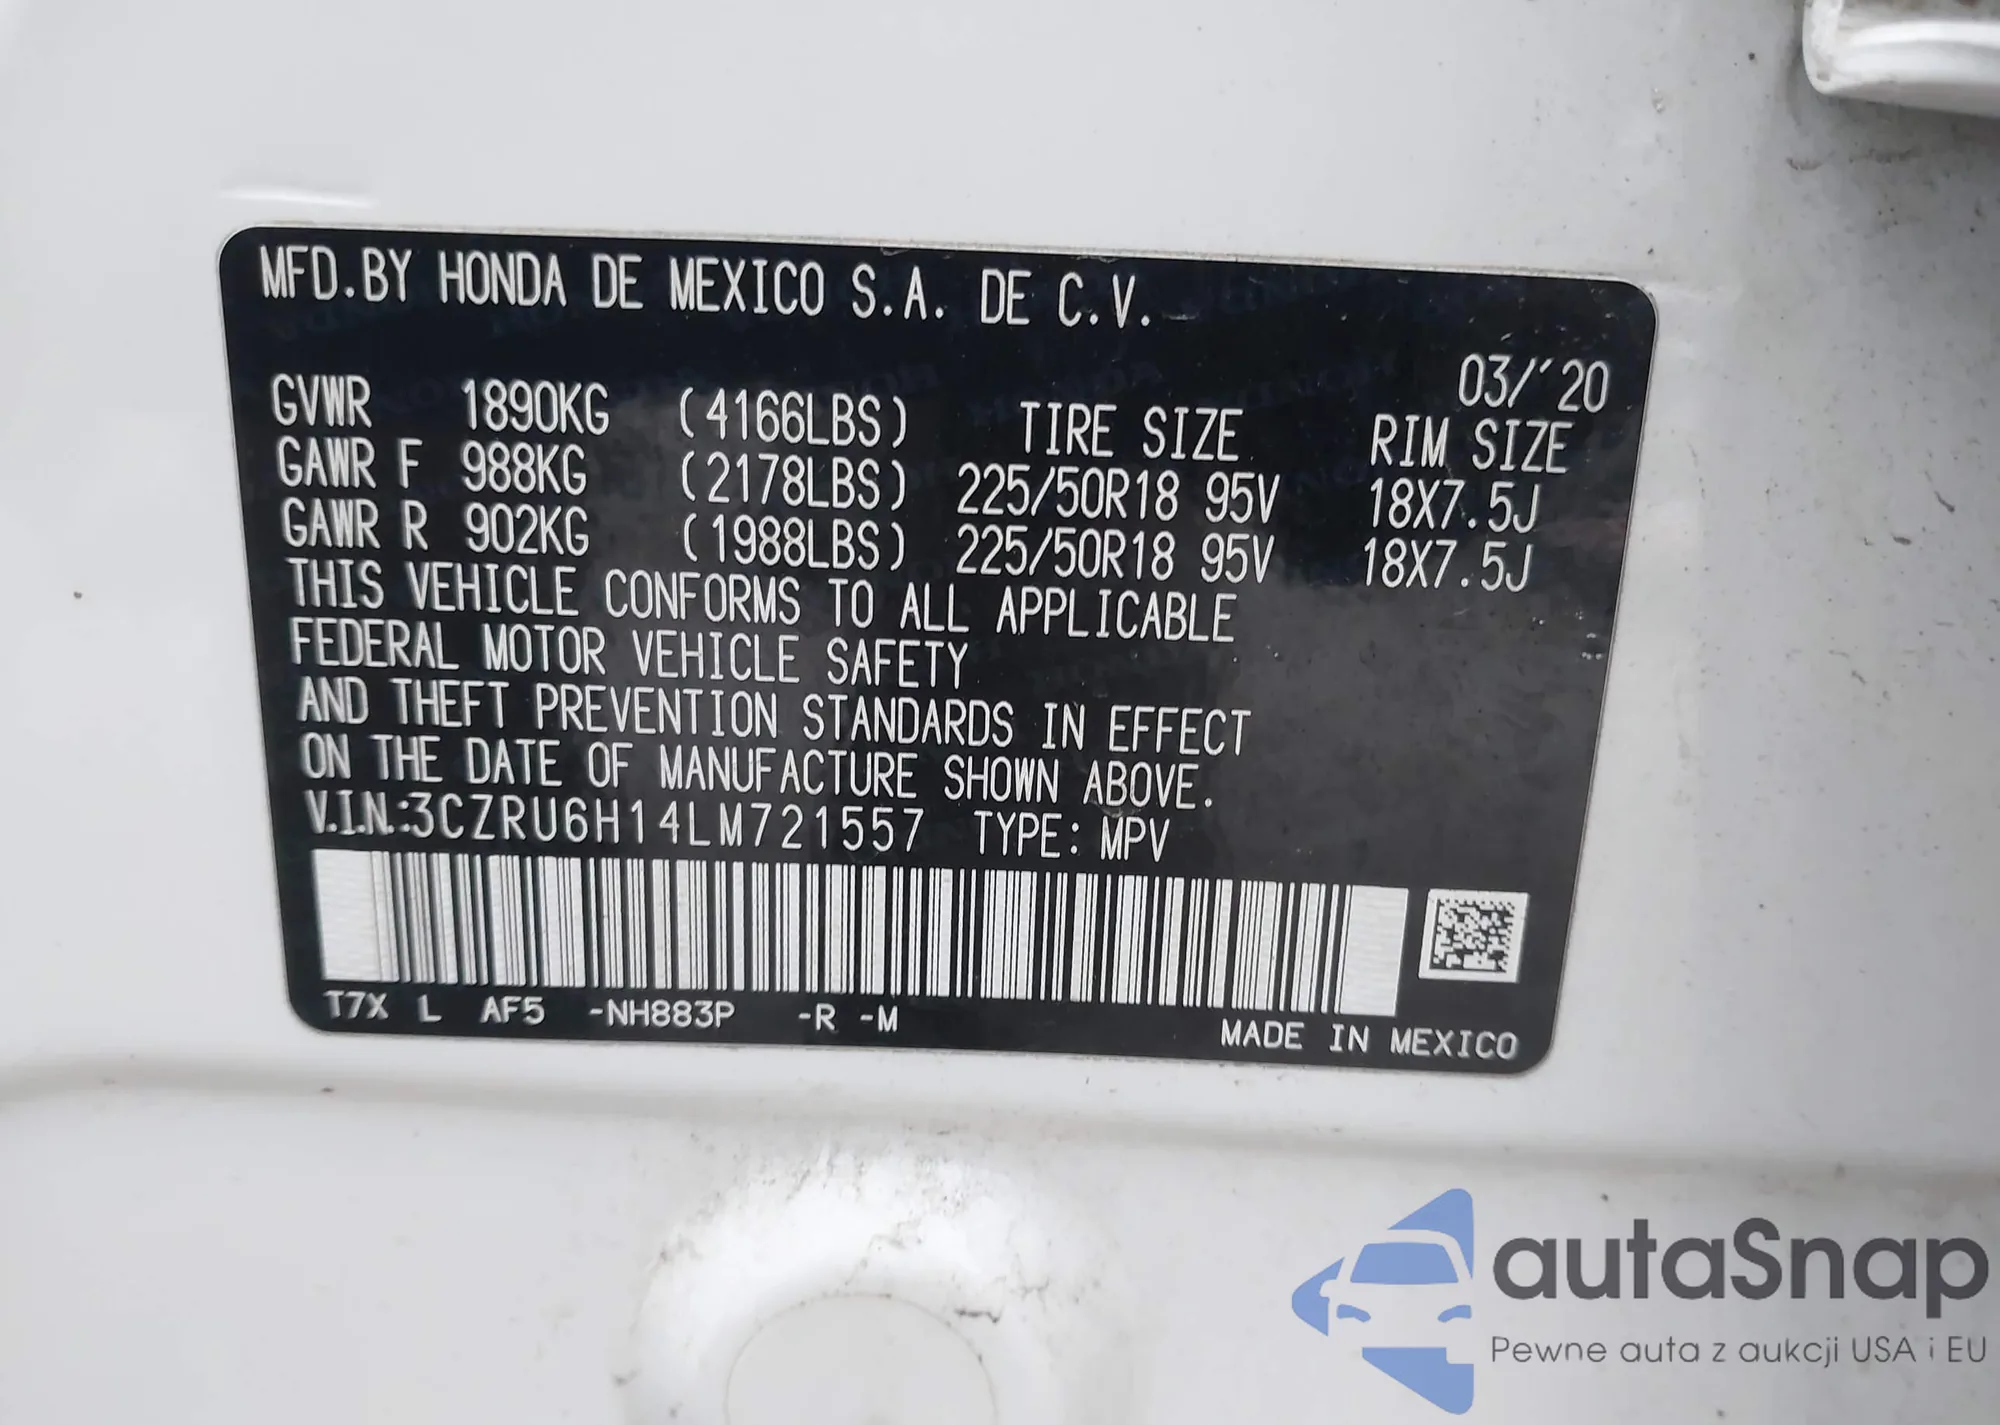 MFD.BY HONDA DE MEXICO S.A. DE C.V.
03/'20
GVWR 1890KG (4166LBS) TIRE SIZE RIM SIZE
GAWR F 988KG (2178LBS) 225/50R18 95V 18X7.5J
GAWR R 902KG (1988LBS) 225/50R18 95V 18X7.5J
THIS VEHICLE CONFORMS TO ALL APPLICABLE
FEDERAL MOTOR VEHICLE SAFETY
AND THEFT PREVENTION STANDARDS IN EFFECT
ON THE DATE OF MANUFACTURE SHOWN ABOVE.
V.I.N.:3CZRU6H14LM721557 TYPE: MPV
T7X L AF5 -NH883P -R -M
MADE IN MEXICO
autaSnap
Pewne auta z aukcji USA i EU